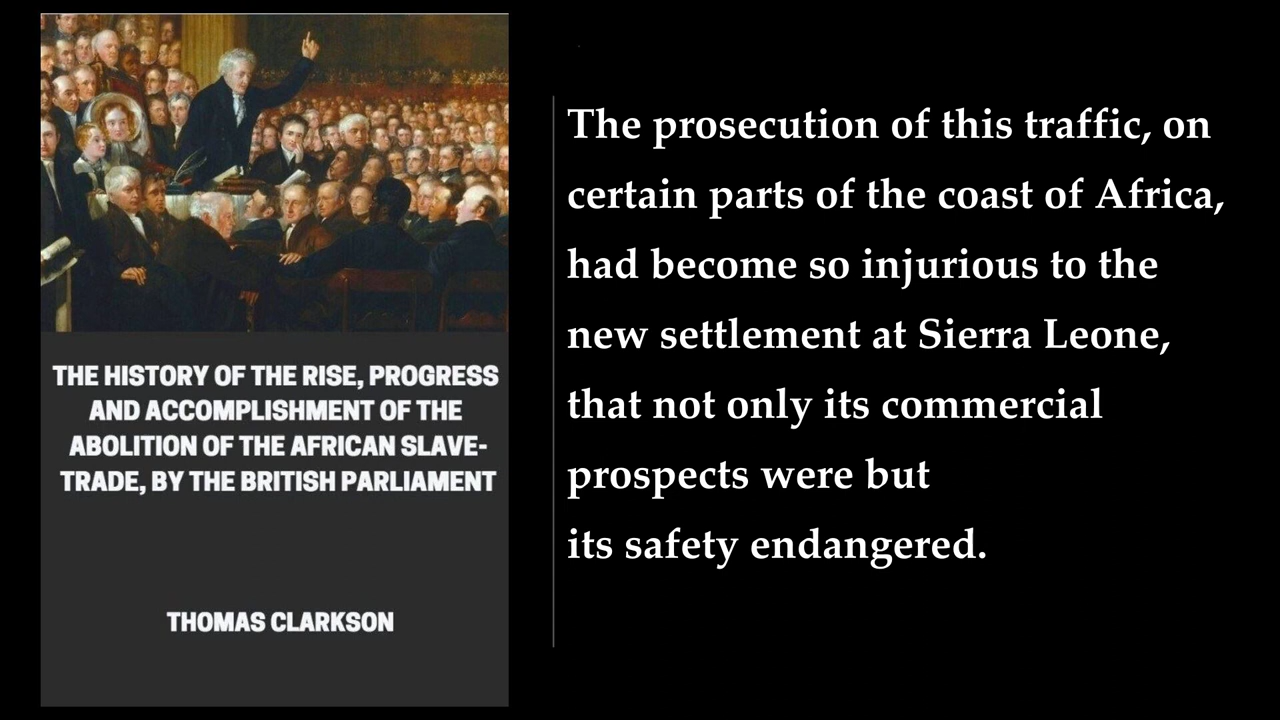 THE HISTORY OF THE RISE, PROGRESS
AND ACCOMPLISHMENT OF THE
ABOLITION OF THE AFRICAN SLAVE-
TRADE, BY THE BRITISH PARLIAMENT
THOMAS CLARKSON
The prosecution of this traffic, on
certain parts of the coast of Africa,
had become so injurious to the
new settlement at Sierra Leone,
that not only its commercial
prospects were but
its safety endangered.